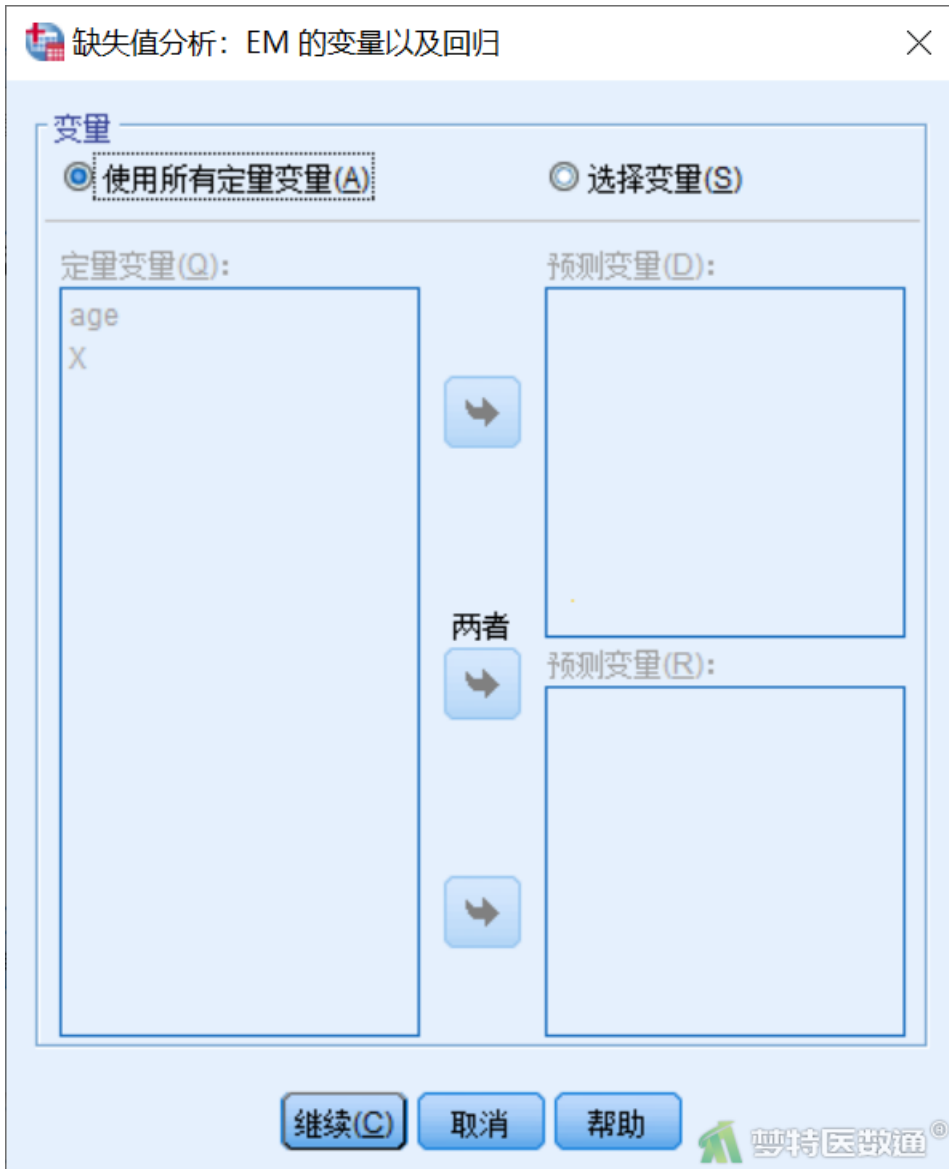 缺失值分析：EM 的变量以及回归
变量
使用所有定量变量(A)
选择变量(S)
定量变量(Q)：
age
X
两者
预测变量(D)：
预测变量(R)：
继续(C)
取消
帮助
梦特医数通®